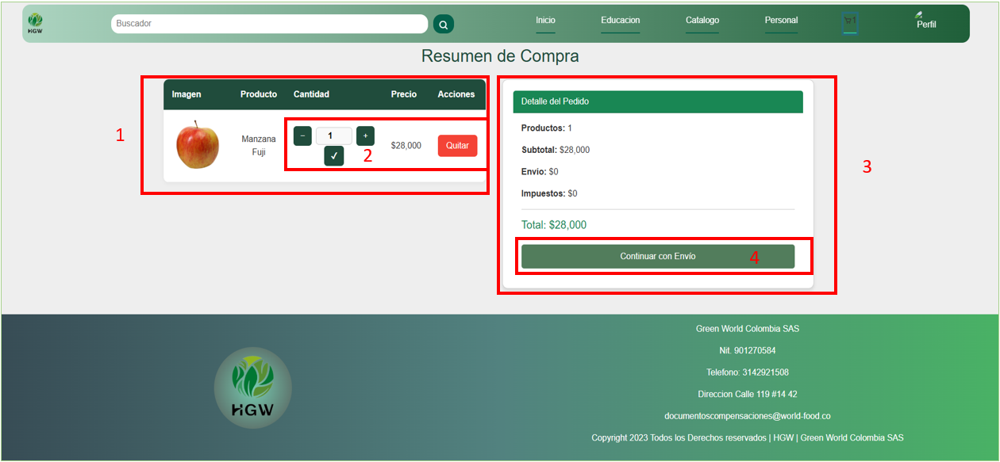 HGW
Buscador
Inicio
Educacion
Catalogo
Personal
1
Perfil
Resumen de Compra
1
Imagen Producto Cantidad Precio Acciones
Manzana
Fuji
− 1 +
✓
2
$28,000
Quitar
Detalle del Pedido
Productos: 1
Subtotal: $28,000
Envio: $0
Impuestos: $0
Total: $28,000
Continuar con Envío
4
3
HGW
Green World Colombia SAS
Nit. 901270584
Telefono: 3142921508
Direccion Calle 119 #14 42
documentoscompensaciones@world-food.co
Copyright 2023 Todos los Derechos reservados | HGW | Green World Colombia SAS